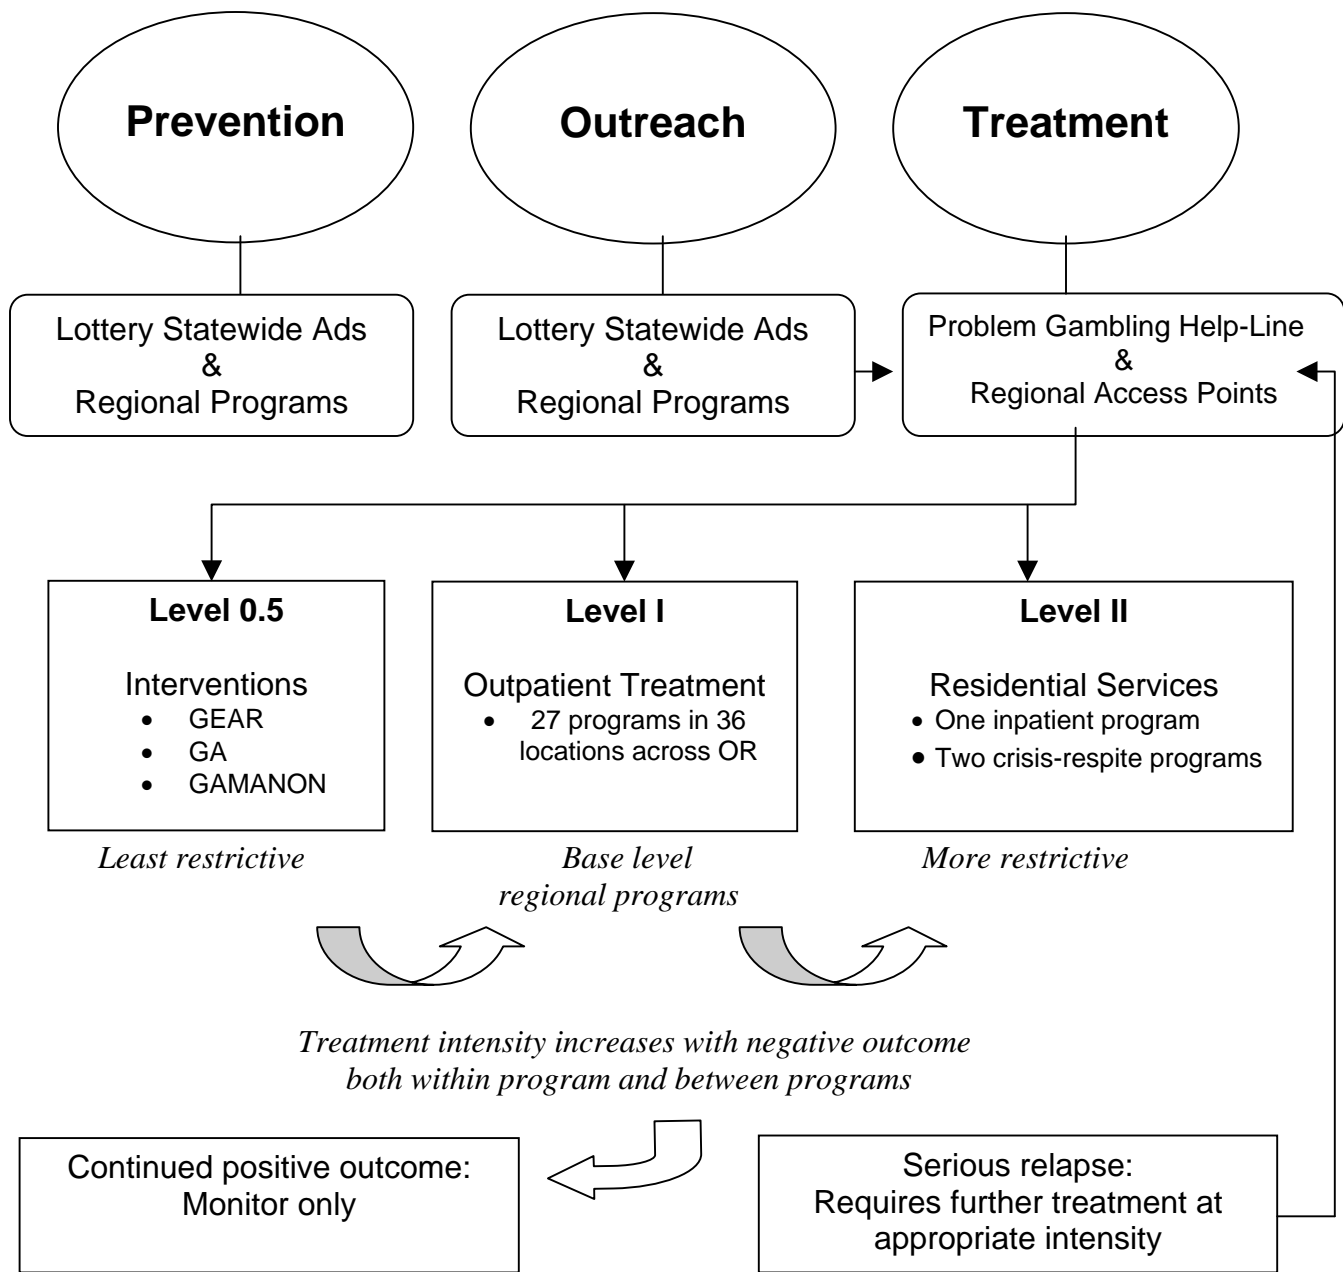 Prevention
Outreach
Treatment
Lottery Statewide Ads
&
Regional Programs
Lottery Statewide Ads
&
Regional Programs
Problem Gambling Help-Line
&
Regional Access Points
Level 0.5
Interventions
• GEAR
• GA
• GAMANON
Level I
Outpatient Treatment
• 27 programs in 36
locations across OR
Level II
Residential Services
• One inpatient program
• Two crisis-respite programs
Least restrictive
Base level
regional programs
More restrictive
Treatment intensity increases with negative outcome
both within program and between programs
Continued positive outcome:
Monitor only
Serious relapse:
Requires further treatment at
appropriate intensity